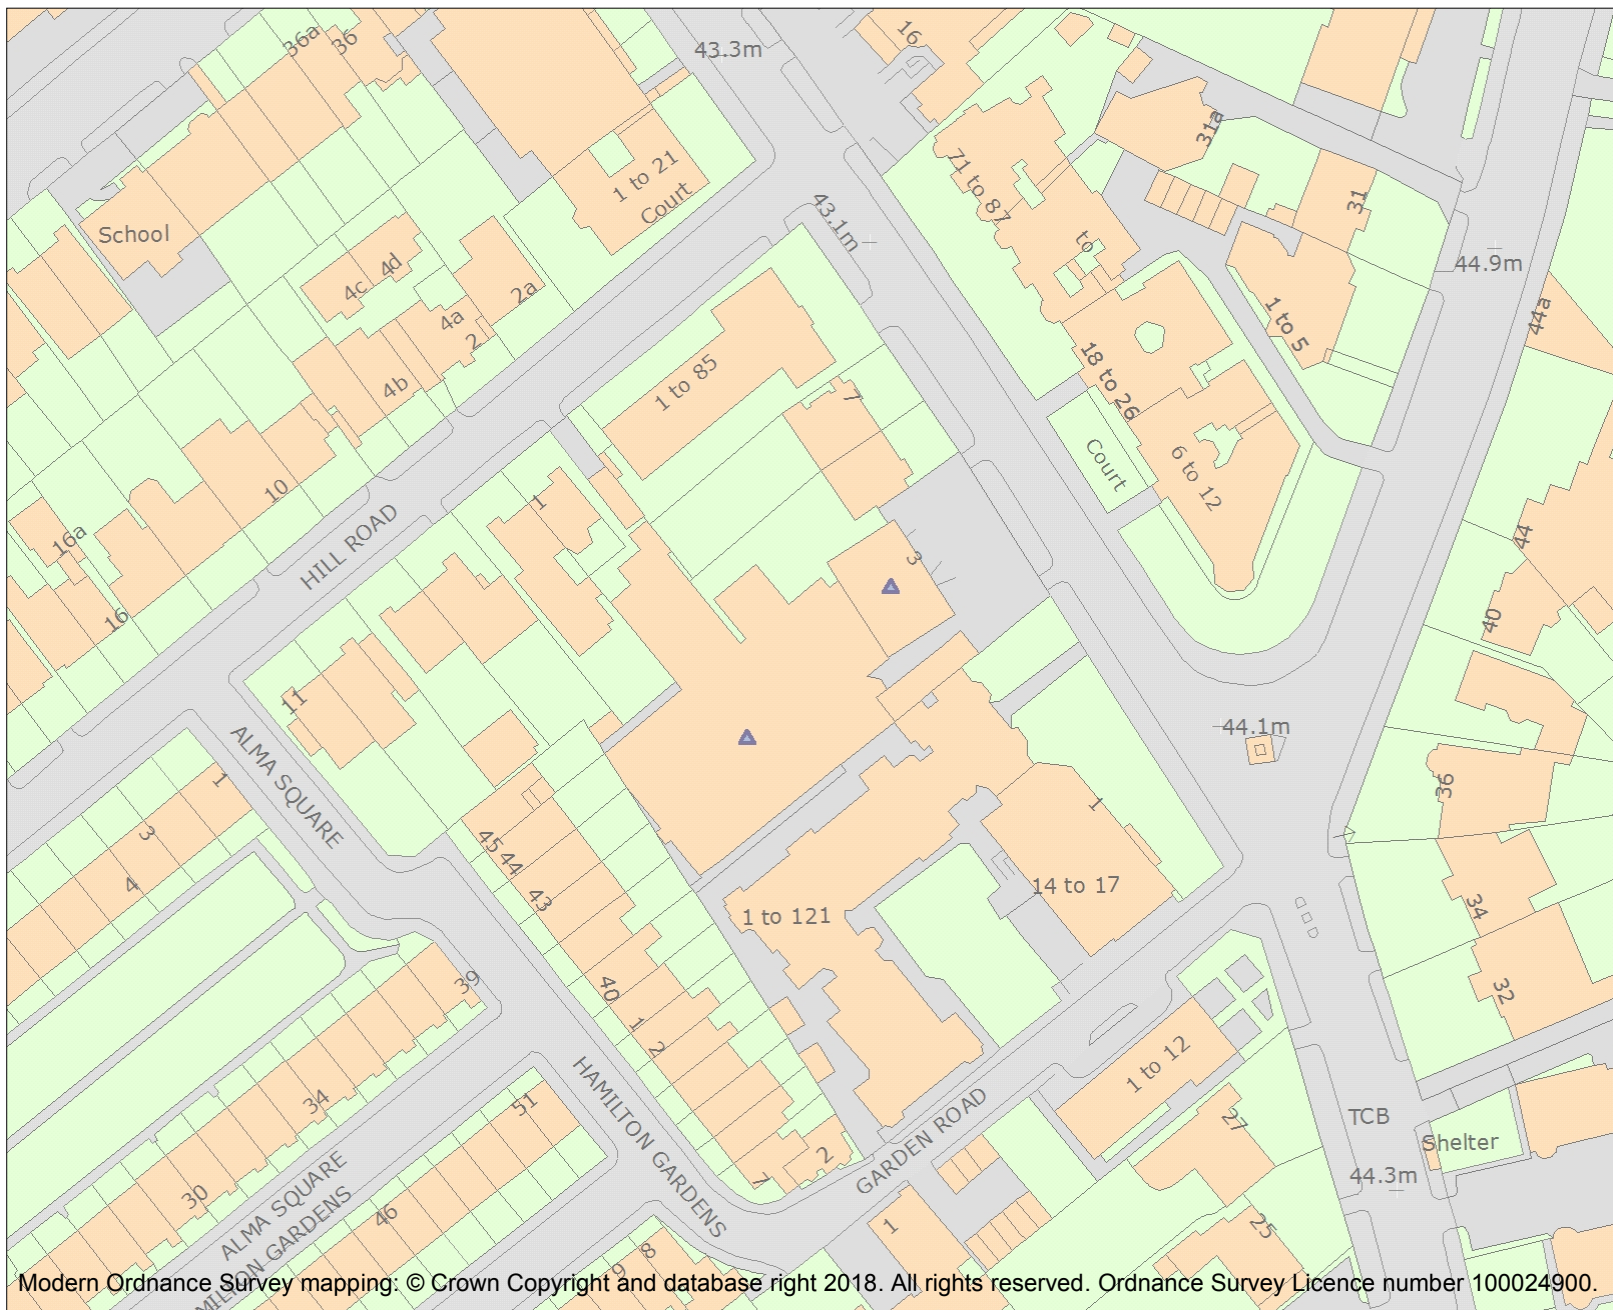 36a
36
43.3m
16
31a
1 to 21
Court
71 to 87
31
School
43.1m
to
44.9m
4d
4c
2a
4a
2
1 to 5
44a
4b
1 to 85
7
18 to 26
Court
6 to 12
10
1
16a
HILL ROAD
3
44
16
40
11
ALMA SQUARE
44.1m
1
3
4
36
1
45
44
43
14 to 17
1 to 121
34
39
40
32
1
2
1 to 12
34
51
HAMILTON GARDENS
TCB
27
Shelter
2
GARDEN ROAD
44.3m
7
30
ALMA SQUARE
HAMILTON GARDENS
46
1
25
8
9
Modern Ordnance Survey mapping: © Crown Copyright and database right 2018. All rights reserved. Ordnance Survey Licence number 100024900.